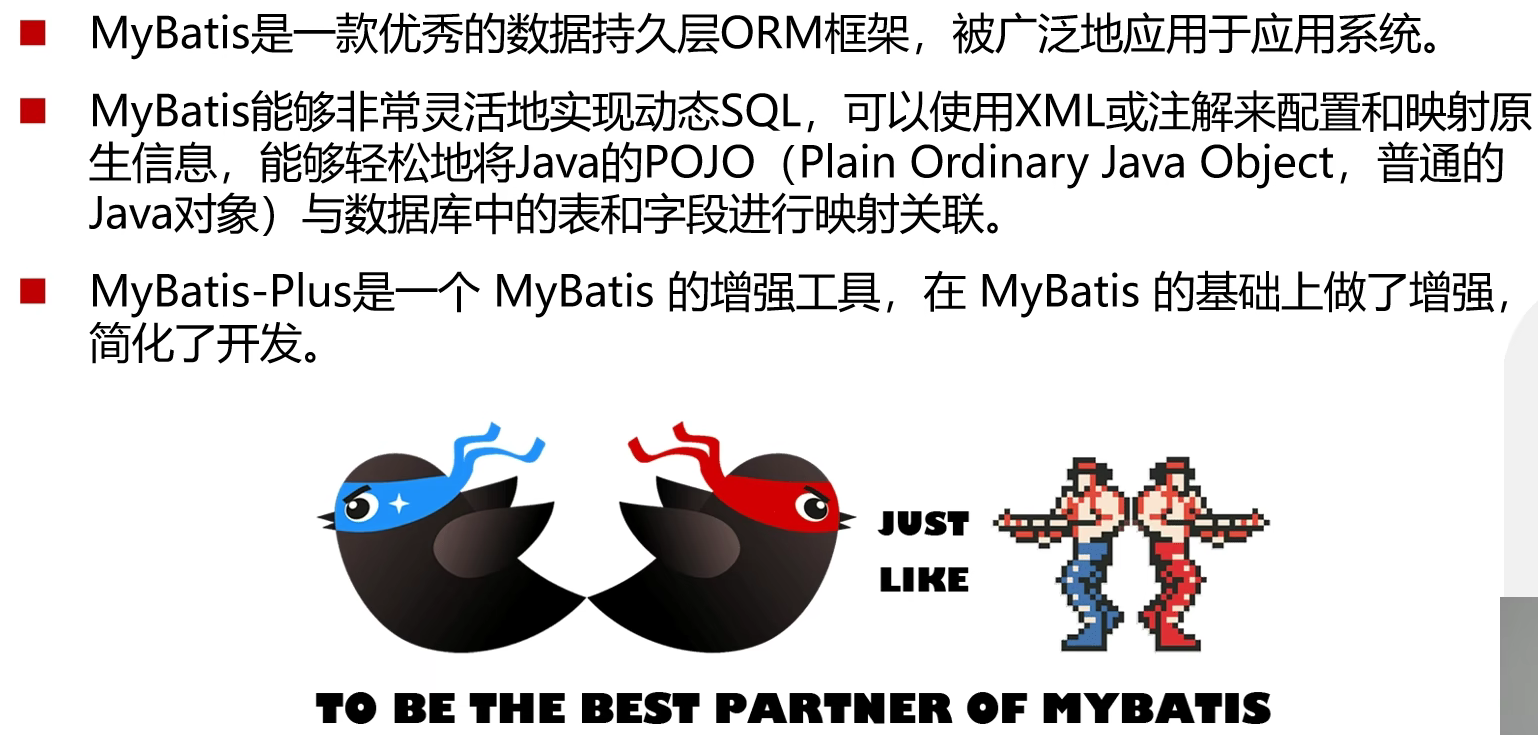 MyBatis是一款优秀的数据持久层ORM框架，被广泛地应用于应用系统。
MyBatis能够非常灵活地实现动态SQL，可以使用XML或注解来配置和映射原
生信息，能够轻松地将Java的POJO（Plain Ordinary Java Object，普通的
Java对象）与数据库中的表和字段进行映射关联。
MyBatis-Plus是一个 MyBatis 的增强工具，在 MyBatis 的基础上做了增强，
简化了开发。
JUST
LIKE
TO BE THE BEST PARTNER OF MYBATIS